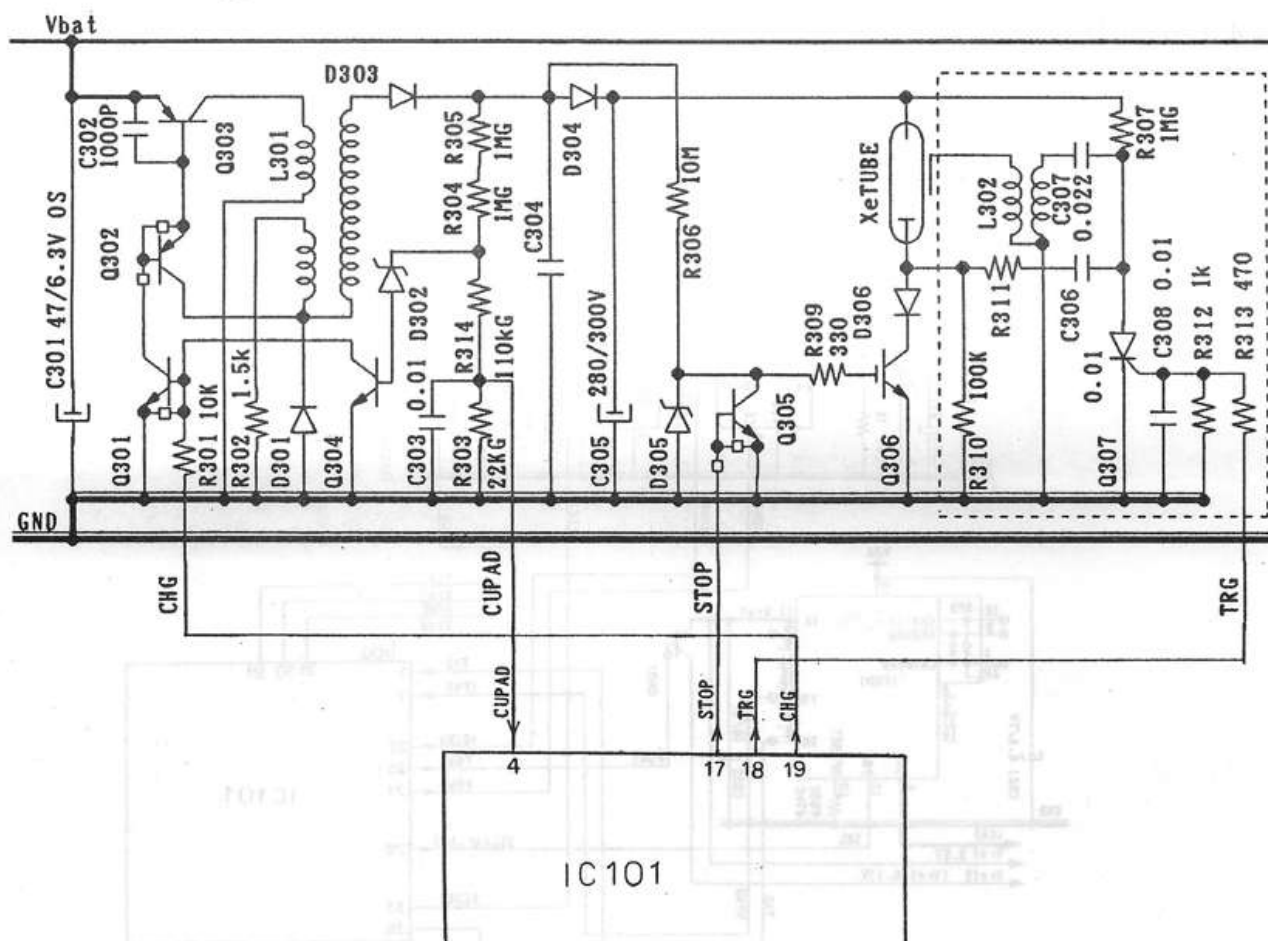 Vbat
D303
C302
1000P
Q303
L301
R305
1MG
R304
1MG
D304
10M
R306
XeTUBE
L302
C307
0.022
R307
1MG
Q302
C304
C301 47/6.3V OS
D302
R314
110kG
280/300V
R309
330
D306
R311
C306
0.01
C308 0.01
R312 1k
R313 470
Q301
R301 10K
R302 1.5k
D301
Q304
C303 0.01
R303
22KG
C305
D305
Q305
Q306
100K
R310
Q307
GND
CHG
CUPAD
STOP
TRG
CUPAD
STOP
TRG
CHG
4
17
18
19
IC101